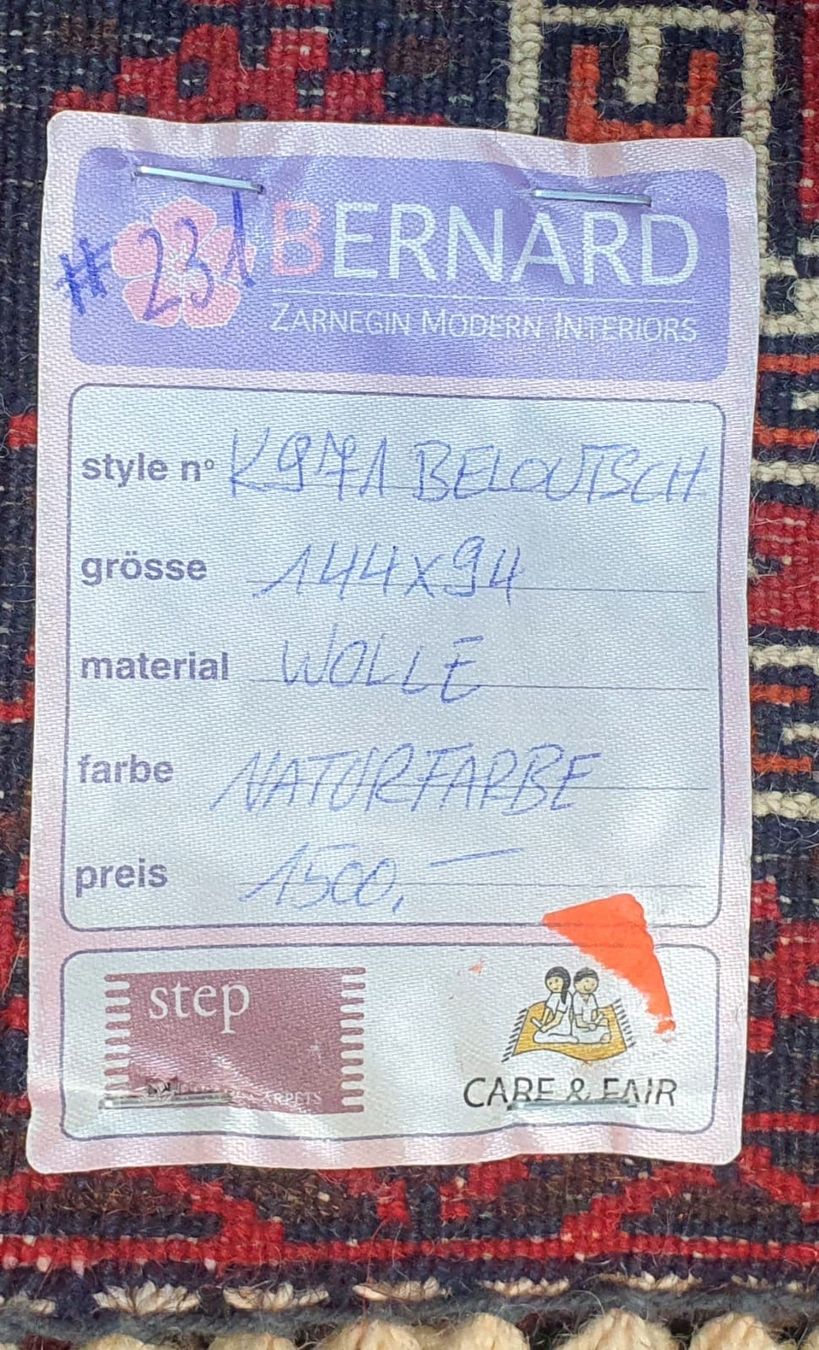 #231
BERNARD
ZARNEGIN MODERN INTERIORS
style n° K971 BELOUTSCH
grösse 144x94
material WOLLE
farbe NATURFARBE
preis 1500,—
step
CARPETS
CARE & FAIR